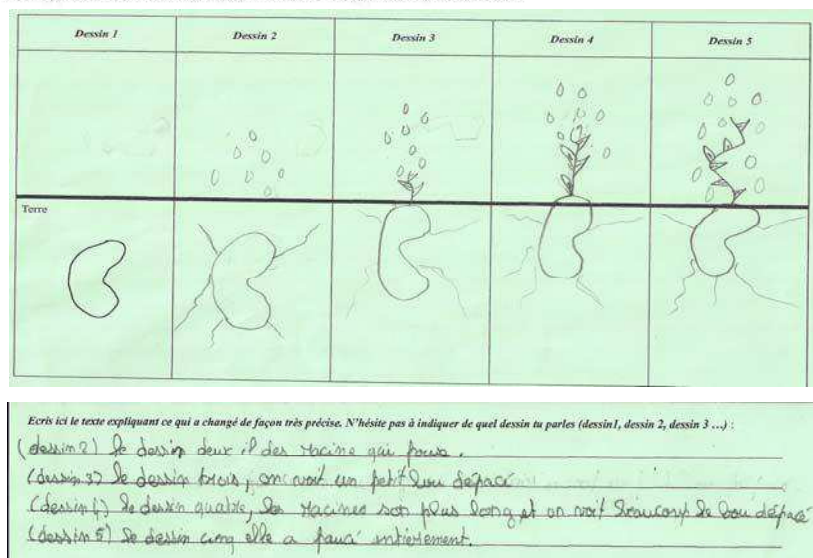 Dessin 1 Dessin 2 Dessin 3 Dessin 4 Dessin 5
Terre
Ecris ici le texte expliquant ce qui a changé de façon très précise. N'hésite pas à indiquer de quel dessin tu parles (dessin1, dessin 2, dessin 3 ...) :
(dessin 2) le dessin deux il des racine qui pouse.
(dessin 3) le dessin trois, on voit un petit bou dépacé
(dessin 4) le dessin quatre, les racines son plus long et on voit beaucoup le bou dépacé
(dessin 5) le dessin cinq elle a paucé entièrement.